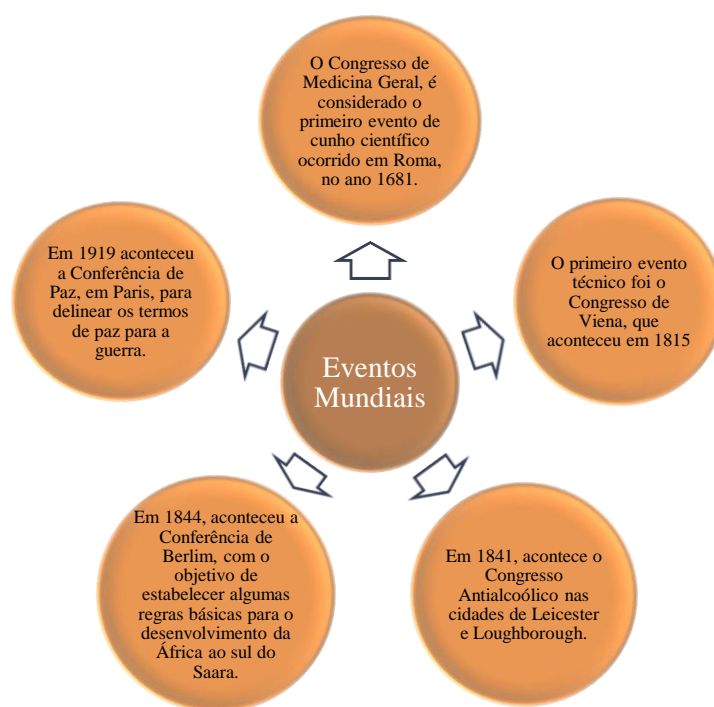 O Congresso de
Medicina Geral, é
considerado o
primeiro evento de
cunho científico
ocorrido em Roma,
no ano 1681.
O primeiro evento
técnico foi o
Congresso de
Viena, que
aconteceu em 1815
Em 1841, acontece o
Congresso
Antialcoólico nas
cidades de Leicester
e Loughborough.
Em 1844, aconteceu a
Conferência de
Berlim, com o
objetivo de
estabelecer algumas
regras básicas para o
desenvolvimento da
África ao sul do
Saara.
Em 1919 aconteceu
a Conferência de
Paz, em Paris, para
delinear os termos
de paz para a
guerra.
Eventos
Mundiais